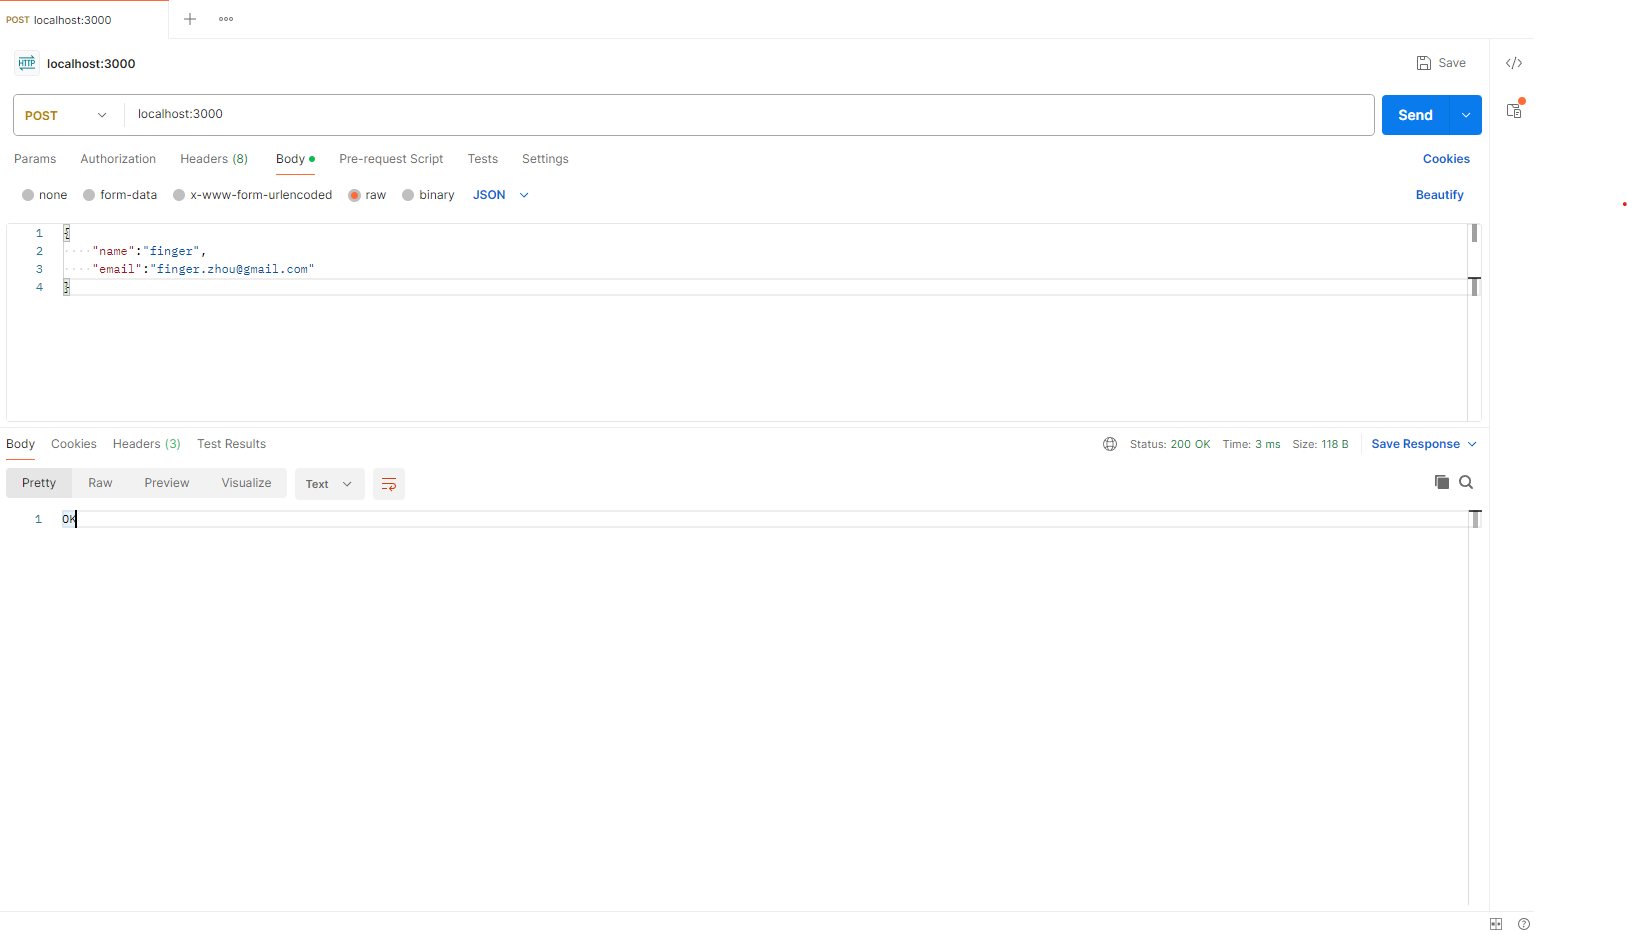 POST localhost:3000
HTTP localhost:3000
Save
POST localhost:3000
Send
Params Authorization Headers (8) Body Pre-request Script Tests Settings Cookies
none form-data x-www-form-urlencoded raw binary JSON Beautify
1 {
2 "name":"finger",
3 "email":"finger.zhou@gmail.com"
4 }
Body Cookies Headers (3) Test Results Status: 200 OK Time: 3 ms Size: 118 B Save Response
Pretty Raw Preview Visualize Text
1 OK